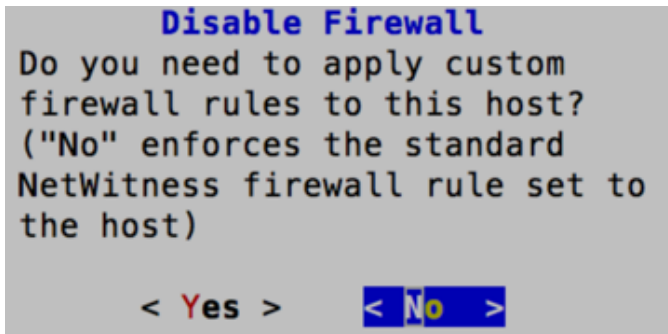 Disable Firewall
Do you need to apply custom
firewall rules to this host?
("No" enforces the standard
NetWitness firewall rule set to
the host)
< Yes > < No >